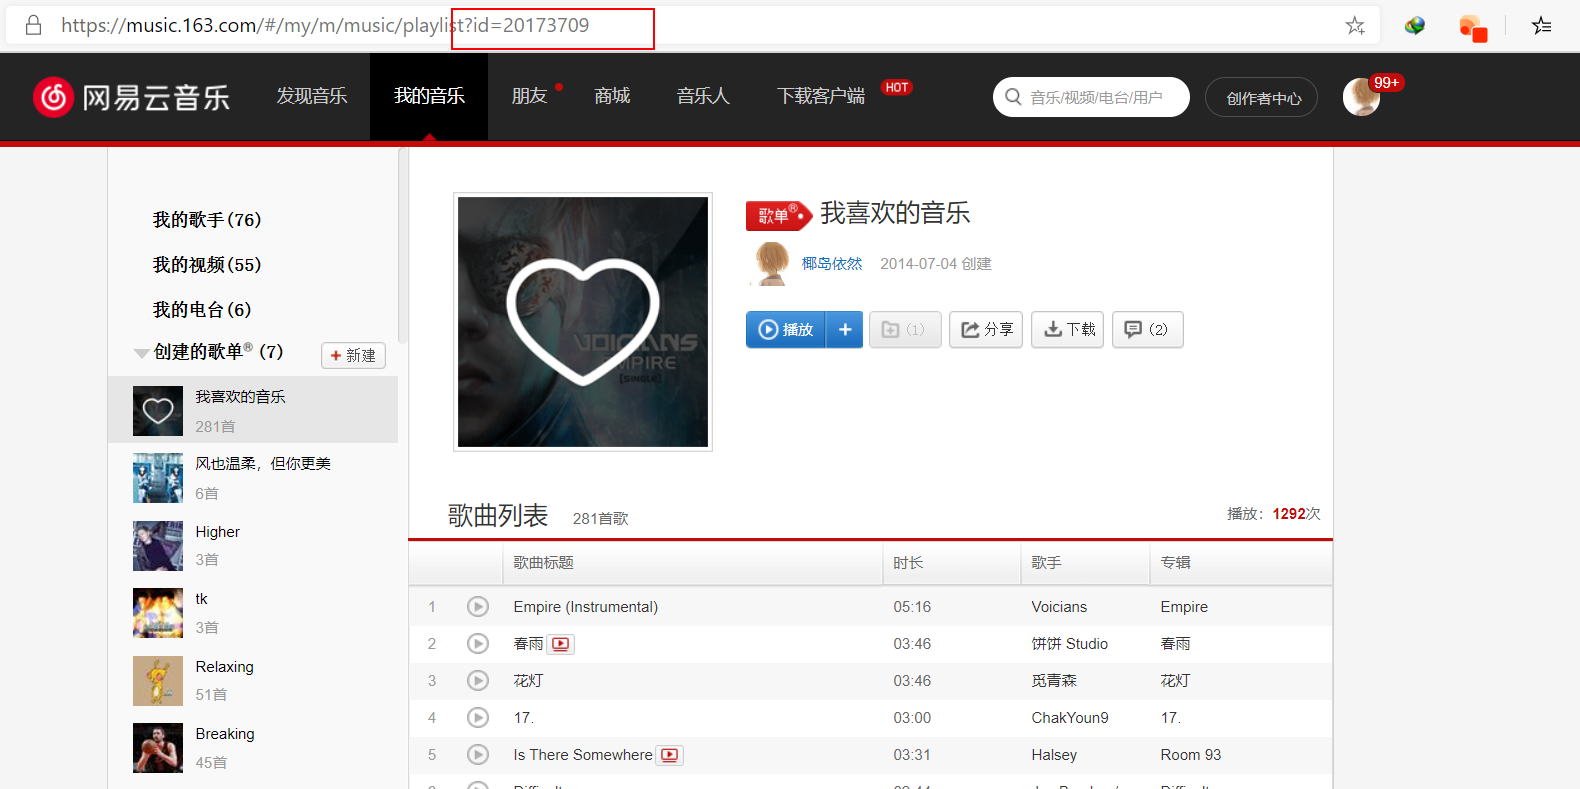 https://music.163.com/#/my/m/music/playlist?id=20173709
网易云音乐
发现音乐
我的音乐
朋友
商城
音乐人
下载客户端
HOT
音乐/视频/电台/用户
创作者中心
99+
我的歌手(76)
我的视频(55)
我的电台(6)
创建的歌单®(7)
新建
我喜欢的音乐
281首
风也温柔，但你更美
6首
Higher
3首
tk
3首
Relaxing
51首
Breaking
45首
VOICIANS
EMPIRE
[SINGLE]
歌单®
我喜欢的音乐
椰岛依然 2014-07-04 创建
播放 + (1) 分享 下载 (2)
歌曲列表 281首歌 播放：1292次
歌曲标题 时长 歌手 专辑
1 Empire (Instrumental) 05:16 Voicians Empire
2 春雨 03:46 饼饼 Studio 春雨
3 花灯 03:46 觅青森 花灯
4 17. 03:00 ChakYoun9 17.
5 Is There Somewhere 03:31 Halsey Room 93